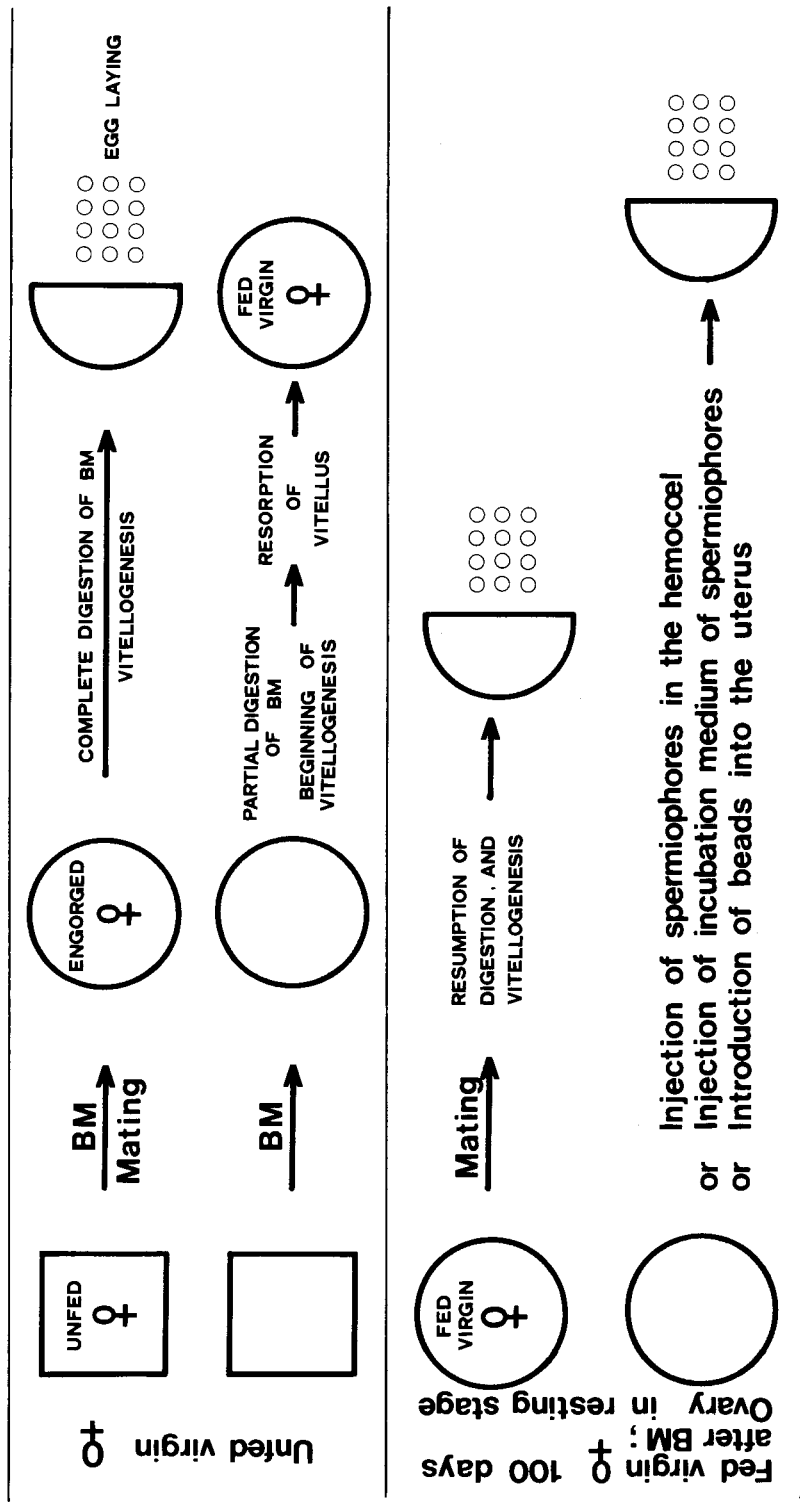 Unfed virgin ♀
UNFED
♀
BM
Mating
ENGORGED
♀
COMPLETE DIGESTION OF BM
VITELLOGENESIS
EGG LAYING
BM
PARTIAL DIGESTION
OF BM
BEGINNING OF
VITELLOGENESIS
RESORPTION
OF
VITELLUS
FED
VIRGIN
♀
Fed virgin ♀ 100 days
after BM;
Ovary in resting stage
FED
VIRGIN
♀
Mating
RESUMPTION OF
DIGESTION, AND
VITELLOGENESIS
Injection of spermiophores in the hemocœl
or Injection of incubation medium of spermiophores
or Introduction of beads into the uterus